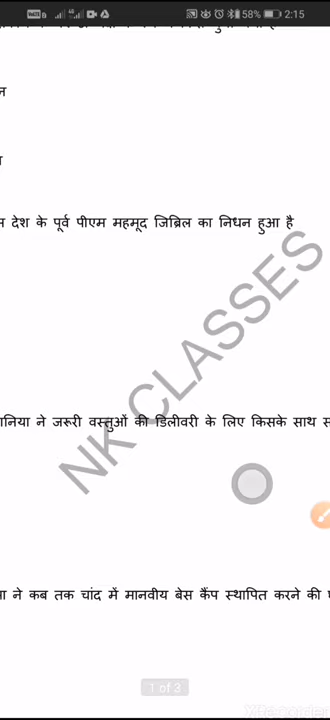 58% 2:15
न
देश के पूर्व पीएम महमूद जिब्रिल का निधन हुआ है
NK CLASSES
ने जरूरी वस्तुओं की डिलीवरी के लिए किसके साथ
ने कब तक चांद में मानवीय बेस कैंप स्थापित करने की
1 of 3